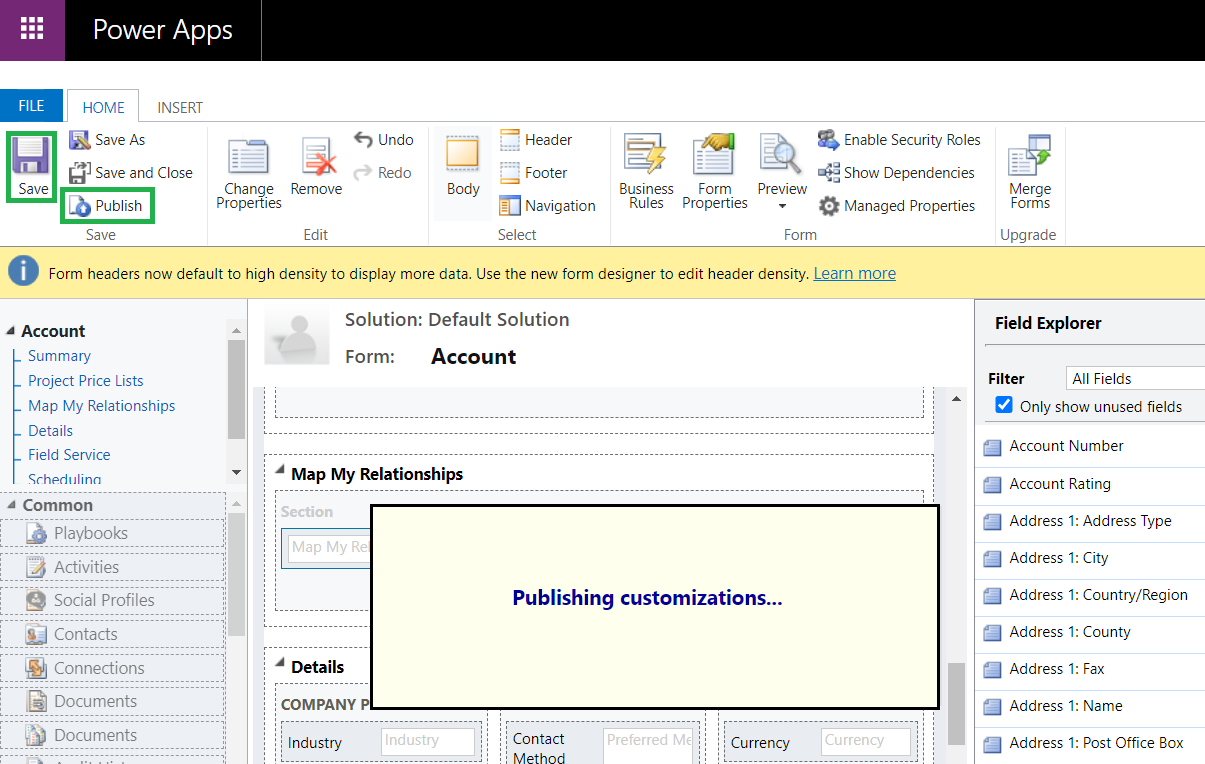 Power Apps
FILE
HOME
INSERT
Save
Save As
Save and Close
Publish
Save
Change
Properties
Remove
Undo
Redo
Edit
Body
Header
Footer
Navigation
Select
Business
Rules
Form
Properties
Preview
Enable Security Roles
Show Dependencies
Managed Properties
Form
Merge
Forms
Upgrade
Form headers now default to high density to display more data. Use the new form designer to edit header density. Learn more
Account
Summary
Project Price Lists
Map My Relationships
Details
Field Service
Scheduling
Common
Playbooks
Activities
Social Profiles
Contacts
Connections
Documents
Documents
Solution: Default Solution
Form: Account
Map My Relationships
Section
Map My Rel
Publishing customizations...
Details
COMPANY P
Industry
Industry
Contact
Method
Preferred Me
Currency
Currency
Field Explorer
Filter
All Fields
Only show unused fields
Account Number
Account Rating
Address 1: Address Type
Address 1: City
Address 1: Country/Region
Address 1: County
Address 1: Fax
Address 1: Name
Address 1: Post Office Box